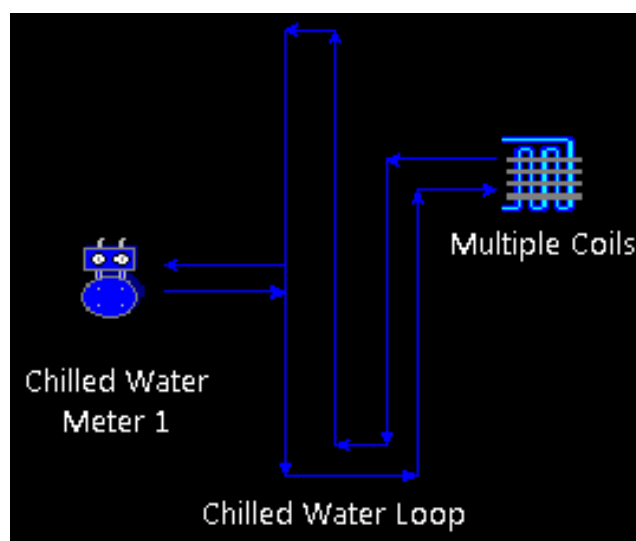 Multiple Coils
Chilled Water
Meter 1
Chilled Water Loop